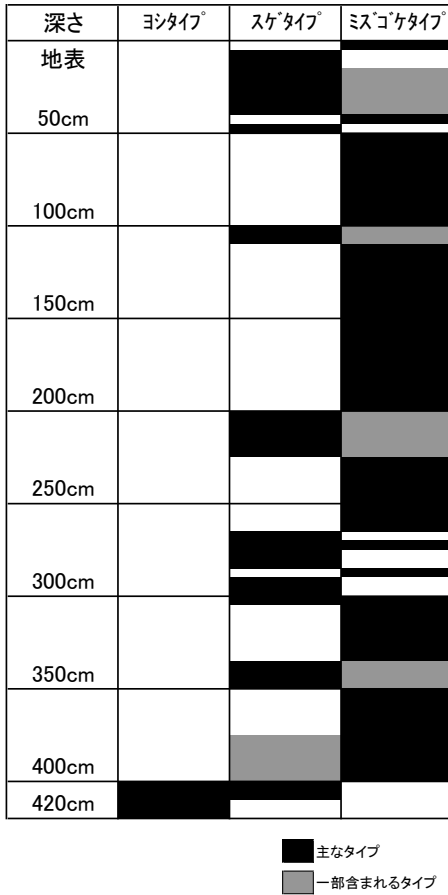 深さ ﾖｼﾀｲﾌﾟ ｽｹﾞﾀｲﾌﾟ ﾐｽﾞｺﾞｹﾀｲﾌﾟ
地表
50cm
100cm
150cm
200cm
250cm
300cm
350cm
400cm
420cm
主なタイプ
一部含まれるタイプ